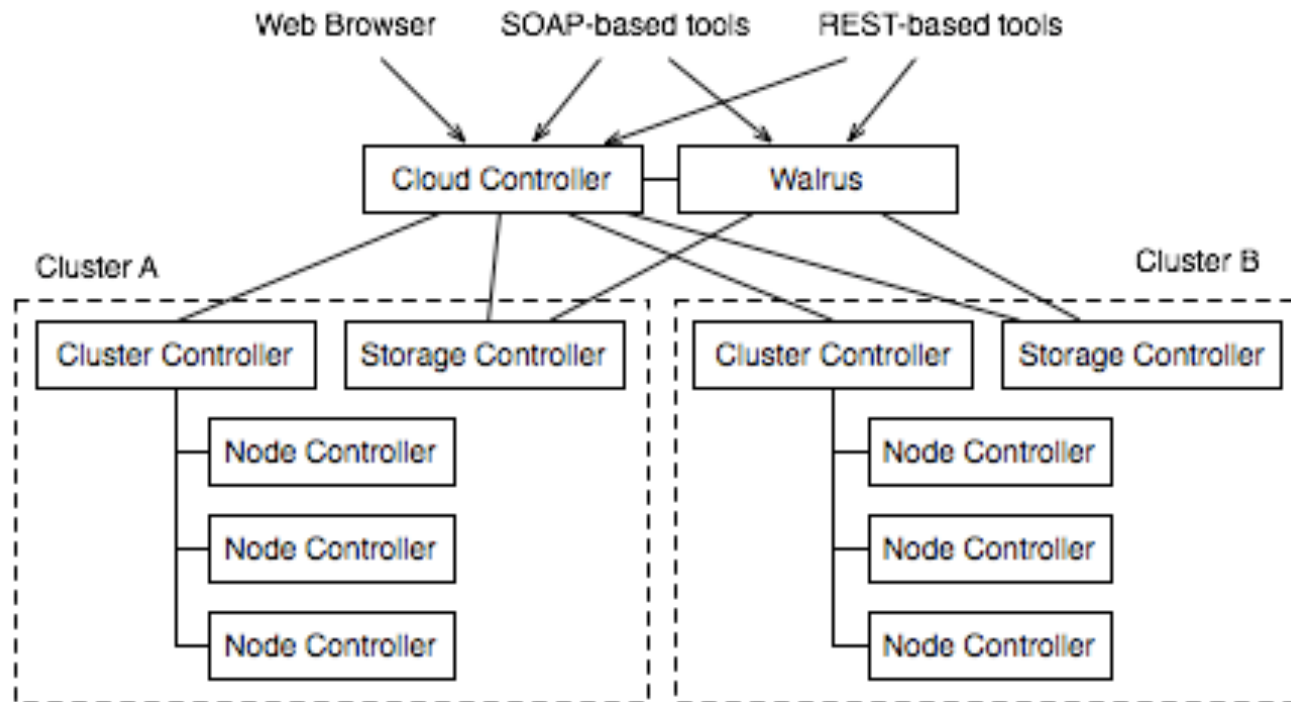 Web Browser SOAP-based tools REST-based tools
Cloud Controller Walrus
Cluster A Cluster B
Cluster Controller Storage Controller Cluster Controller Storage Controller
Node Controller Node Controller
Node Controller Node Controller
Node Controller Node Controller